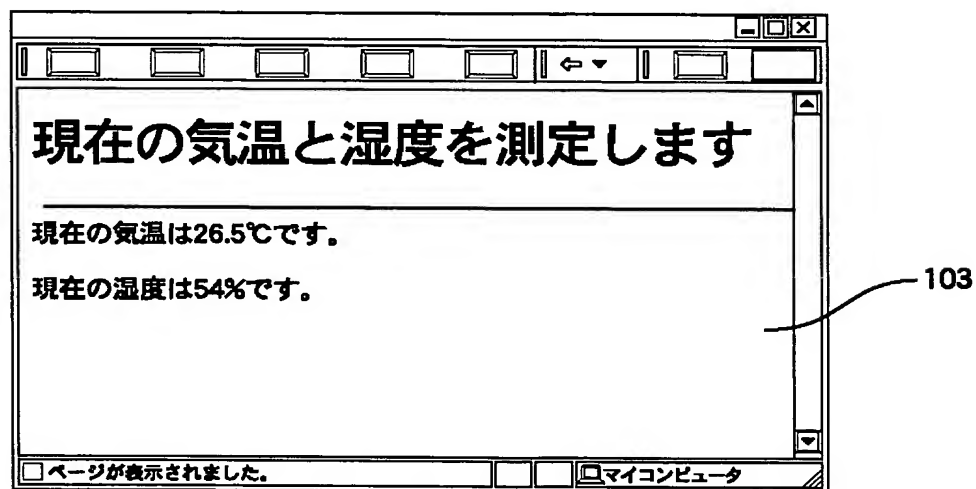 現在の気温と湿度を測定します
現在の気温は26.5℃です。
現在の湿度は54%です。
103
ページが表示されました。
マイコンピュータ